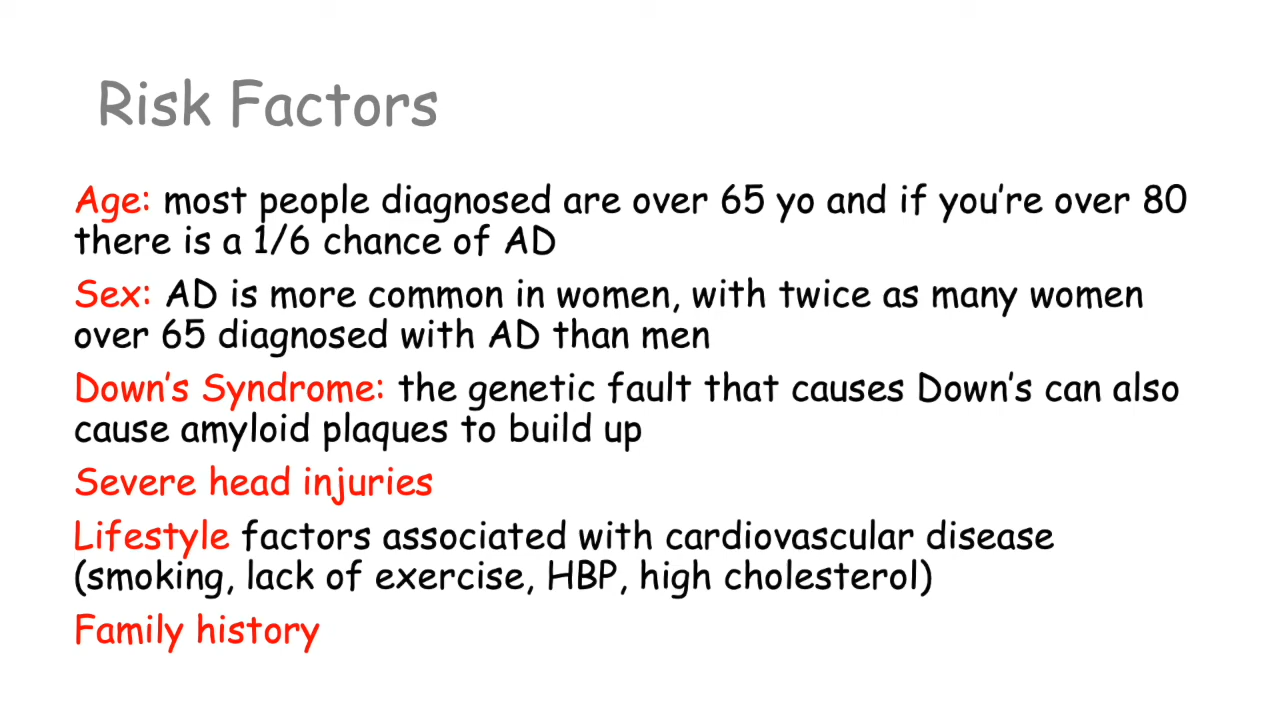 Risk Factors
Age: most people diagnosed are over 65 yo and if you're over 80
there is a 1/6 chance of AD
Sex: AD is more common in women, with twice as many women
over 65 diagnosed with AD than men
Down's Syndrome: the genetic fault that causes Down's can also
cause amyloid plaques to build up
Severe head injuries
Lifestyle factors associated with cardiovascular disease
(smoking, lack of exercise, HBP, high cholesterol)
Family history